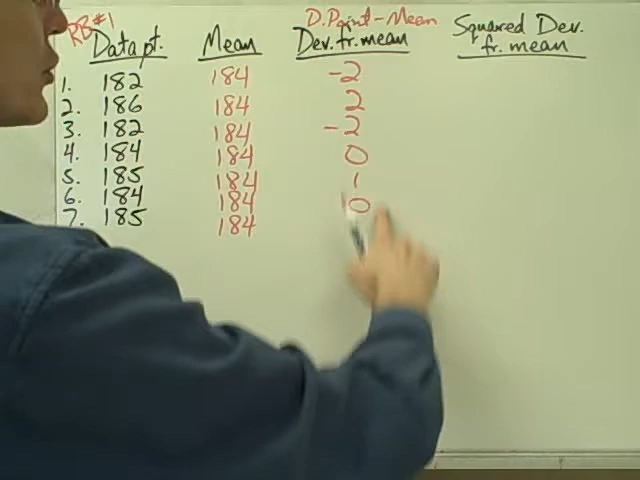 RB#1 D.Point-Mean
Data pt. Mean Dev. fr. mean Squared Dev. fr. mean
1. 182 184 -2
2. 186 184 2
3. 182 184 -2
4. 184 184 0
5. 185 184 1
6. 184 184 0
7. 185 184